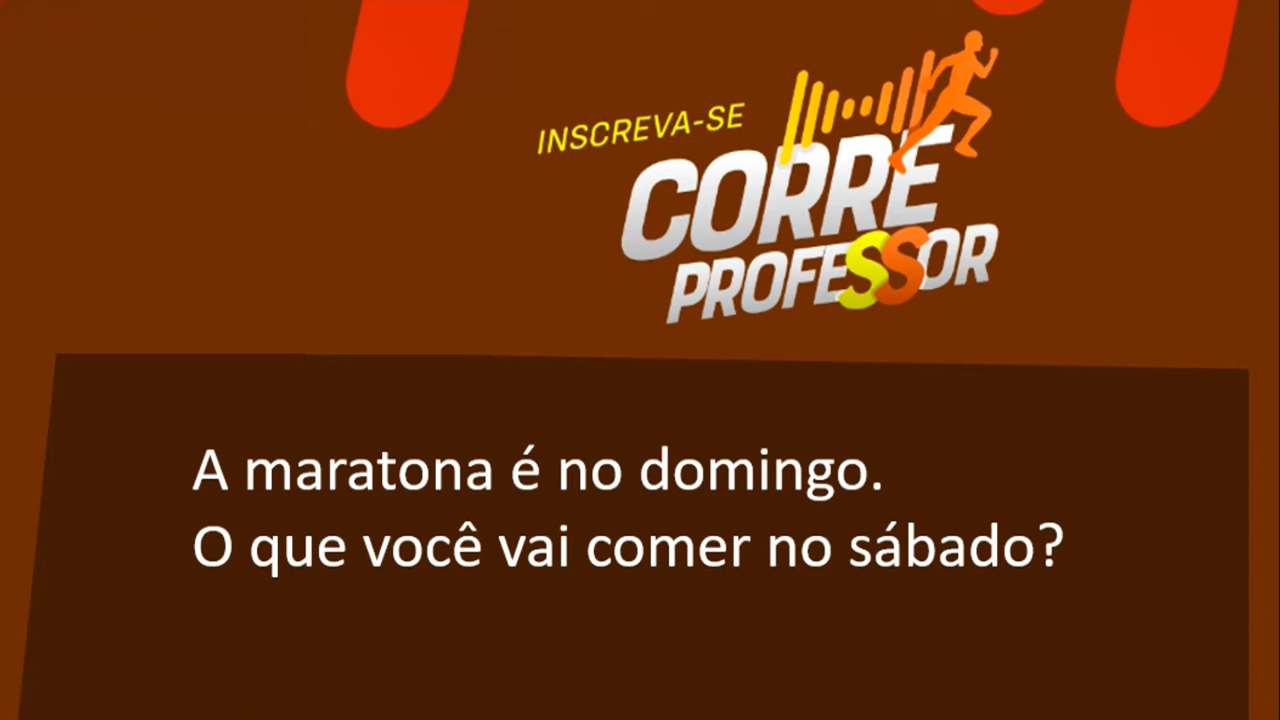 INSCREVA-SE
CORRE
PROFESSOR
A maratona é no domingo.
O que você vai comer no sábado?